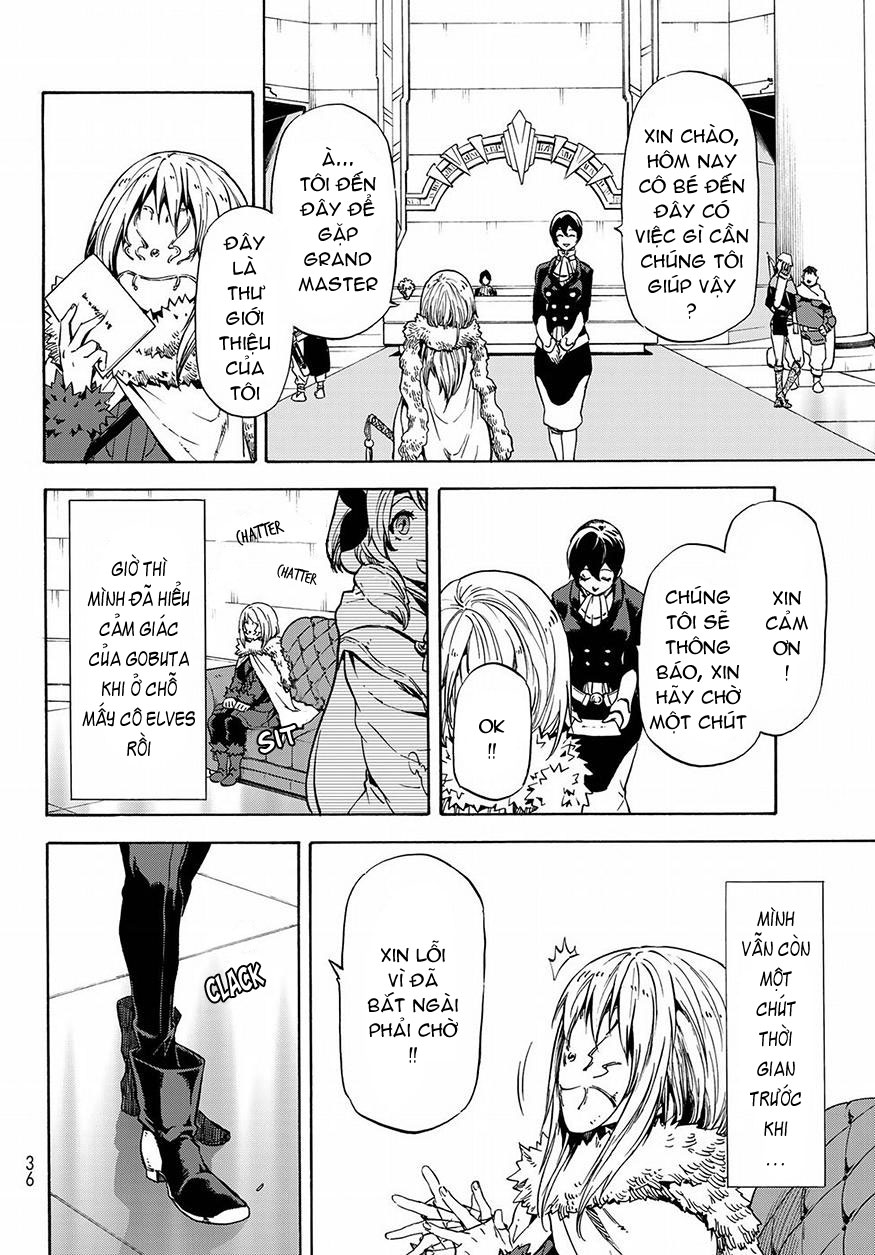 XIN CHÀO,
HÔM NAY
CÔ BÉ ĐẾN
ĐÂY CÓ
VIỆC GÌ CẦN
CHÚNG TÔI
GIÚP VẬY
?
À...
TÔI ĐẾN
ĐÂY ĐỂ
GẶP
GRAND
MASTER
ĐÂY
LÀ
THƯ
GIỚI
THIỆU
CỦA
TÔI
XIN
CẢM
ƠN
!
CHÚNG
TÔI SẼ
THÔNG
BÁO, XIN
HÃY CHỜ
MỘT CHÚT
OK
!!
CHATTER
CHATTER
GIỜ THÌ
MÌNH ĐÃ HIỂU
CẢM GIÁC
CỦA GOBUTA
KHI Ở CHỖ
MẤY CÔ ELVES
RỒI
SIT
MÌNH
VẪN CÒN
MỘT
CHÚT
THỜI
GIAN
TRƯỚC
KHI
...
XIN LỖI
VÌ ĐÃ
BẮT NGÀI
PHẢI CHỜ
!!
CLACK
36